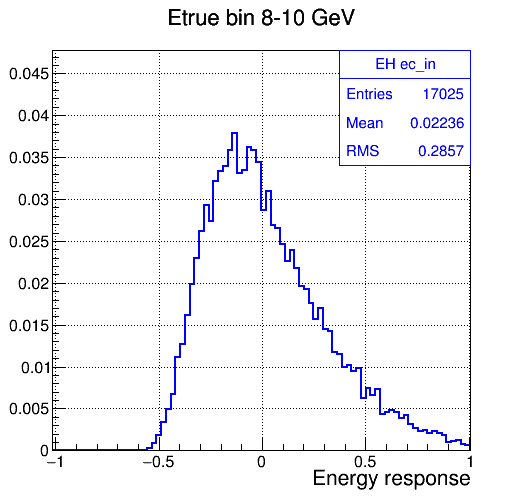 Etrue bin 8-10 GeV
EH ec_in
Entries 17025
Mean 0.02236
RMS 0.2857
0.045
0.04
0.035
0.03
0.025
0.02
0.015
0.01
0.005
0
−1 −0.5 0 0.5 1
Energy response